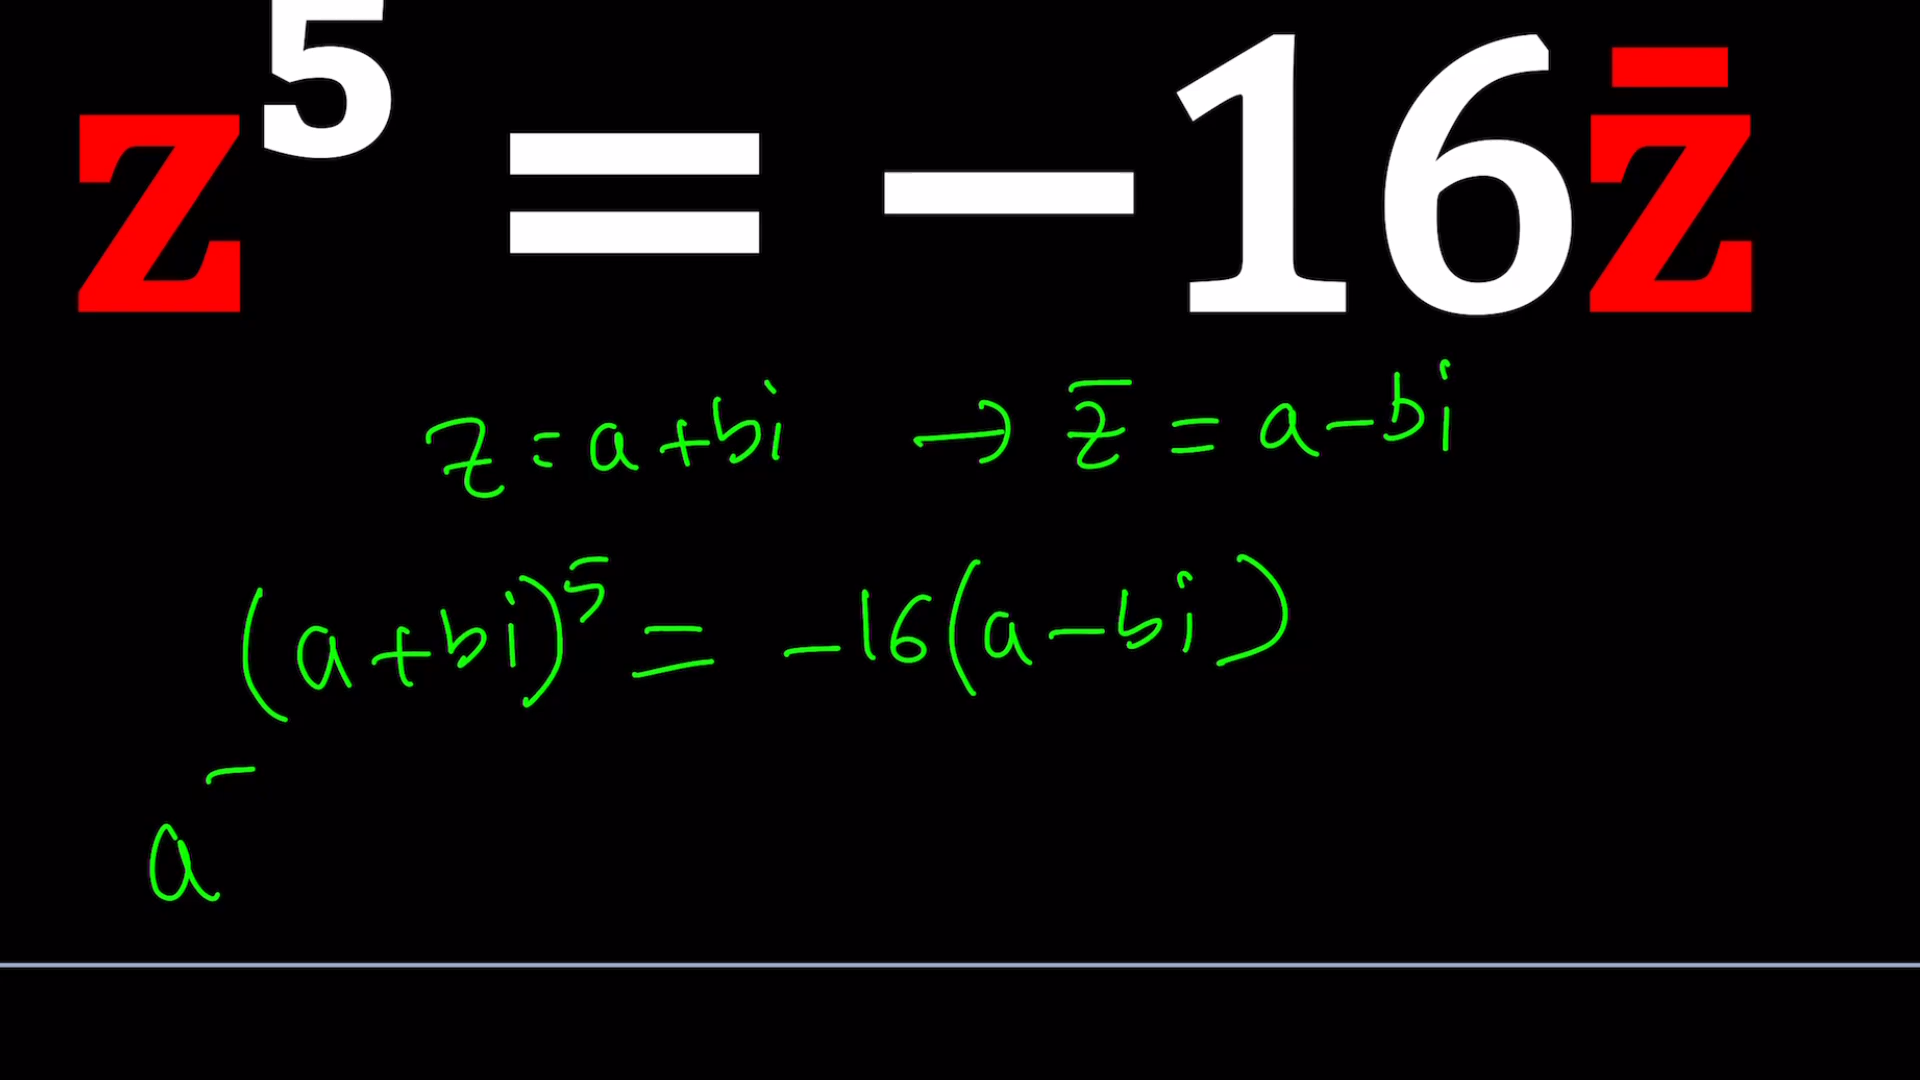 z⁵ = −16z̄
z = a + bi → z̄ = a − bi
(a + bi)⁵ = −16(a − bi)
a⁻